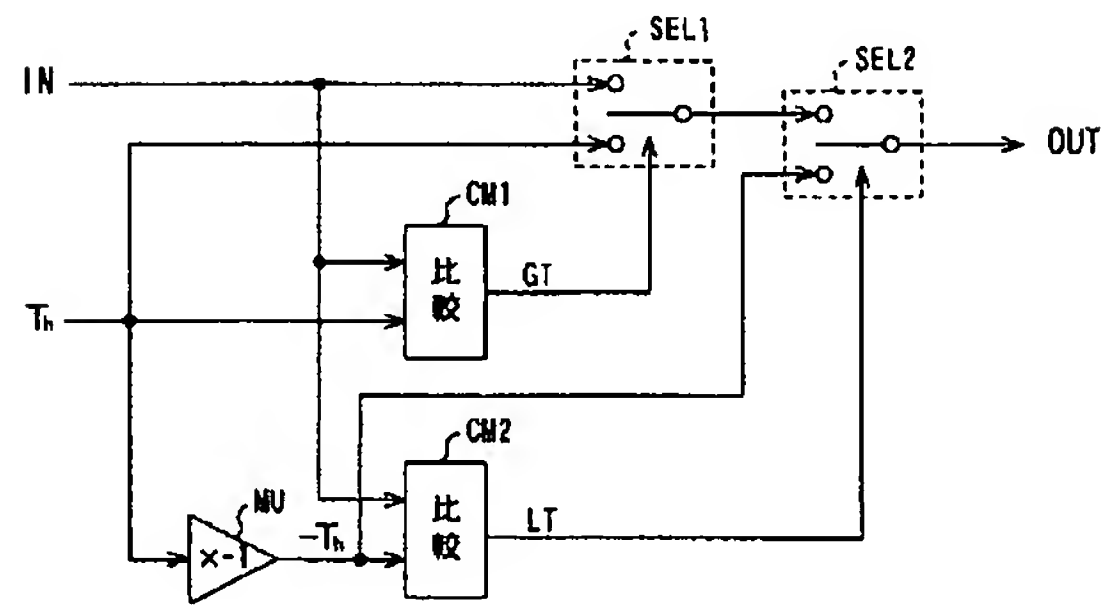 SEL1
IN
SEL2
OUT
CM1
比
較
GT
Th
CM2
比
較
LT
MU
-Th
×-1